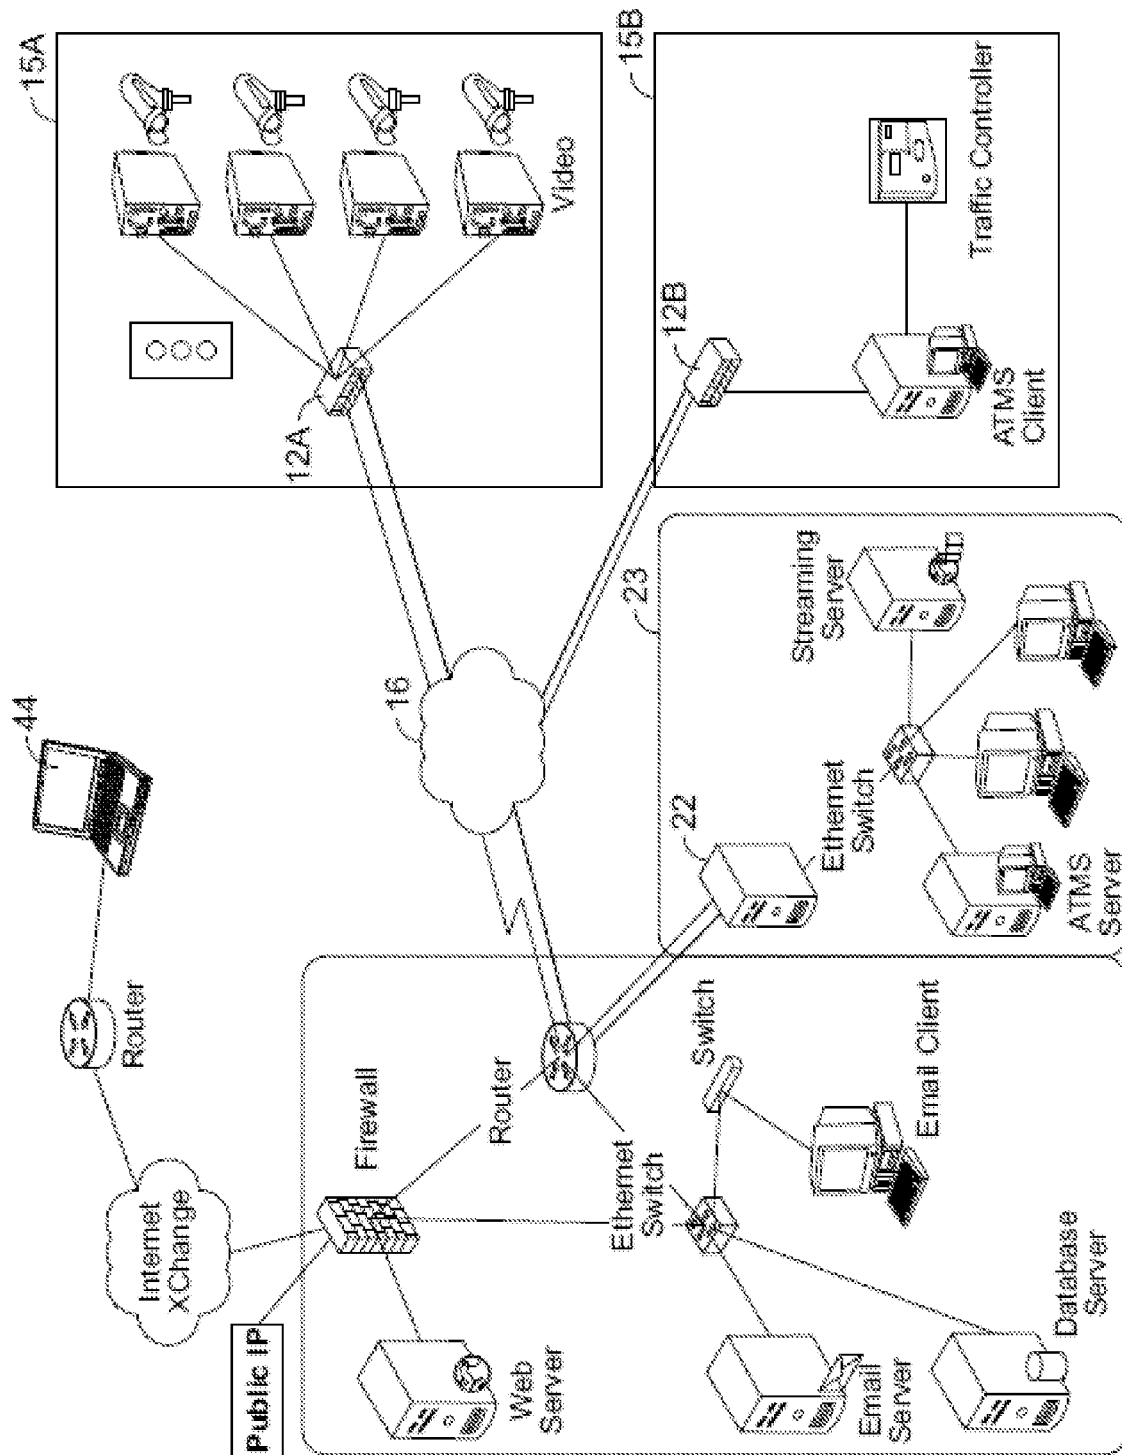 44
Router
Internet
XChange
Public IP
Firewall
Web
Server
Router
Ethernet
Switch
Switch
Email Client
Email
Server
Database
Server
16
22
23
Ethernet
Switch
Streaming
Server
ATMS
Server
15A
12A
Video
15B
12B
ATMS
Client
Traffic Controller